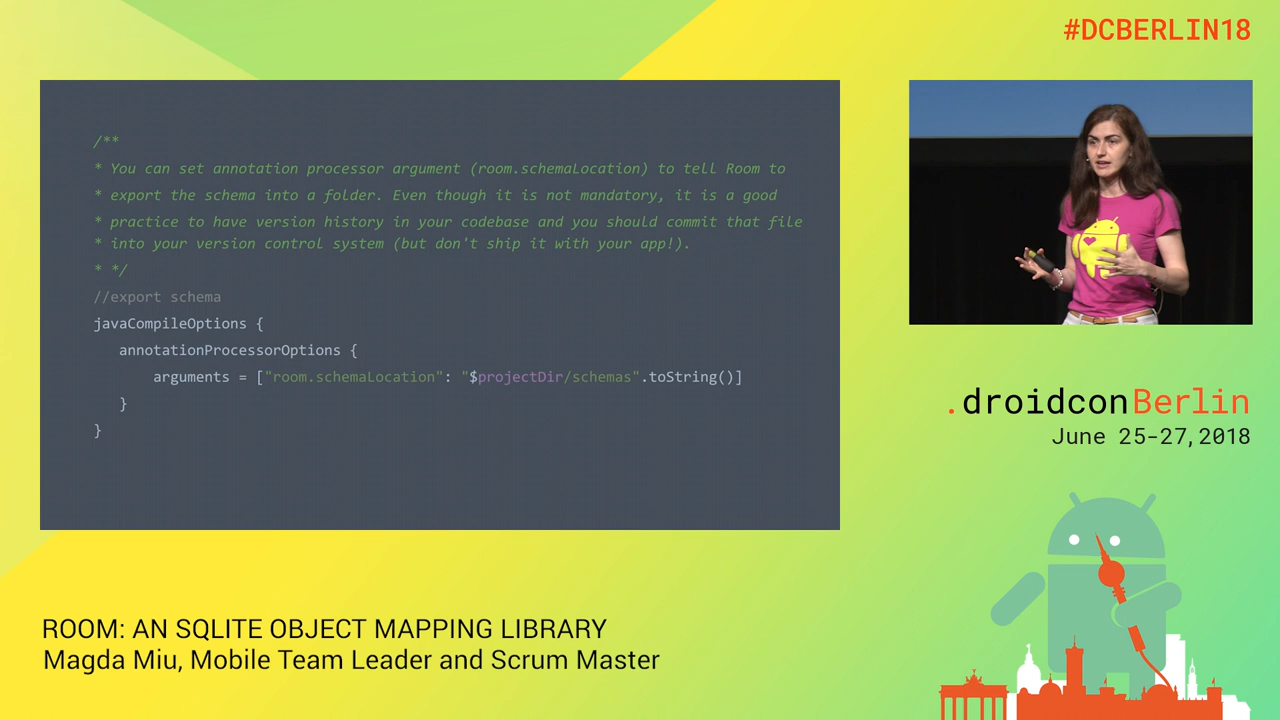 #DCBERLIN18
/**
* You can set annotation processor argument (room.schemaLocation) to tell Room to
* export the schema into a folder. Even though it is not mandatory, it is a good
* practice to have version history in your codebase and you should commit that file
* into your version control system (but don't ship it with your app!).
* */
//export schema
javaCompileOptions {
annotationProcessorOptions {
arguments = ["room.schemaLocation": "$projectDir/schemas".toString()]
}
}
.droidconBerlin
June 25-27, 2018
ROOM: AN SQLITE OBJECT MAPPING LIBRARY
Magda Miu, Mobile Team Leader and Scrum Master